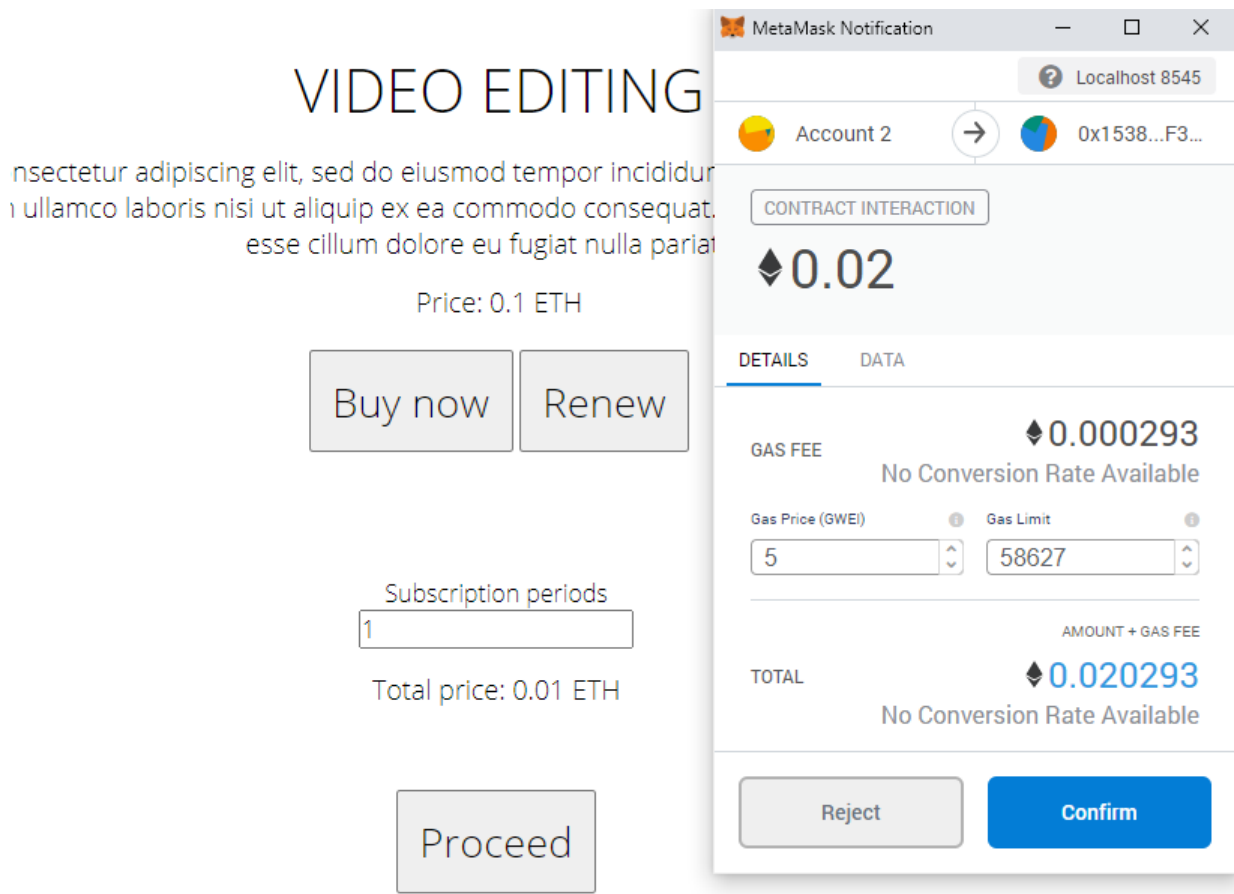 VIDEO EDITING
nsectetur adipiscing elit, sed do eiusmod tempor
ullamco laboris nisi ut aliquip ex ea commodo consequat.
esse cillum dolore eu fugiat nulla
Price: 0.1 ETH
Buy now
Renew
Subscription periods
1
Total price: 0.01 ETH
Proceed
MetaMask Notification
Localhost 8545
Account 2
0x1538...F3...
CONTRACT INTERACTION
0.02
DETAILS
DATA
GAS FEE
0.000293
No Conversion Rate Available
Gas Price (GWEI)
Gas Limit
5
58627
AMOUNT + GAS FEE
TOTAL
0.020293
No Conversion Rate Available
Reject
Confirm